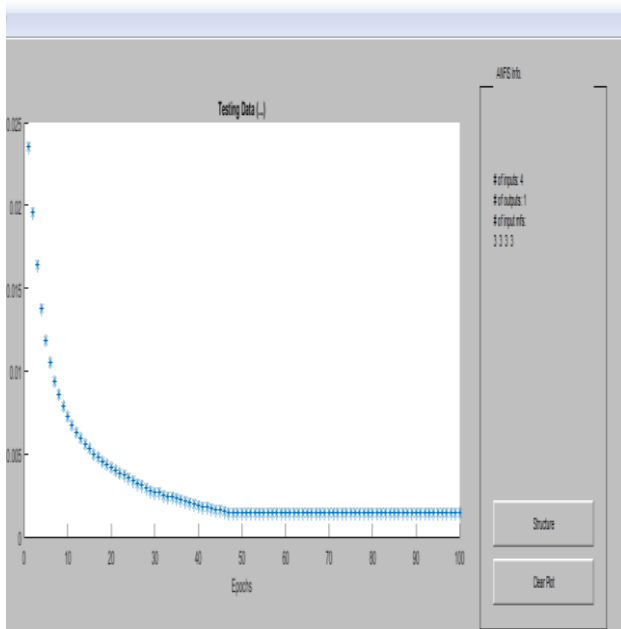 ANFIS Info.
Testing Data (...)
0.025
0.02
0.015
0.01
0.005
0
0 10 20 30 40 50 60 70 80 90 100
Epochs
# of inputs: 4
# of outputs: 1
# of input mfs:
3 3 3 3
Structure
Clear Plot